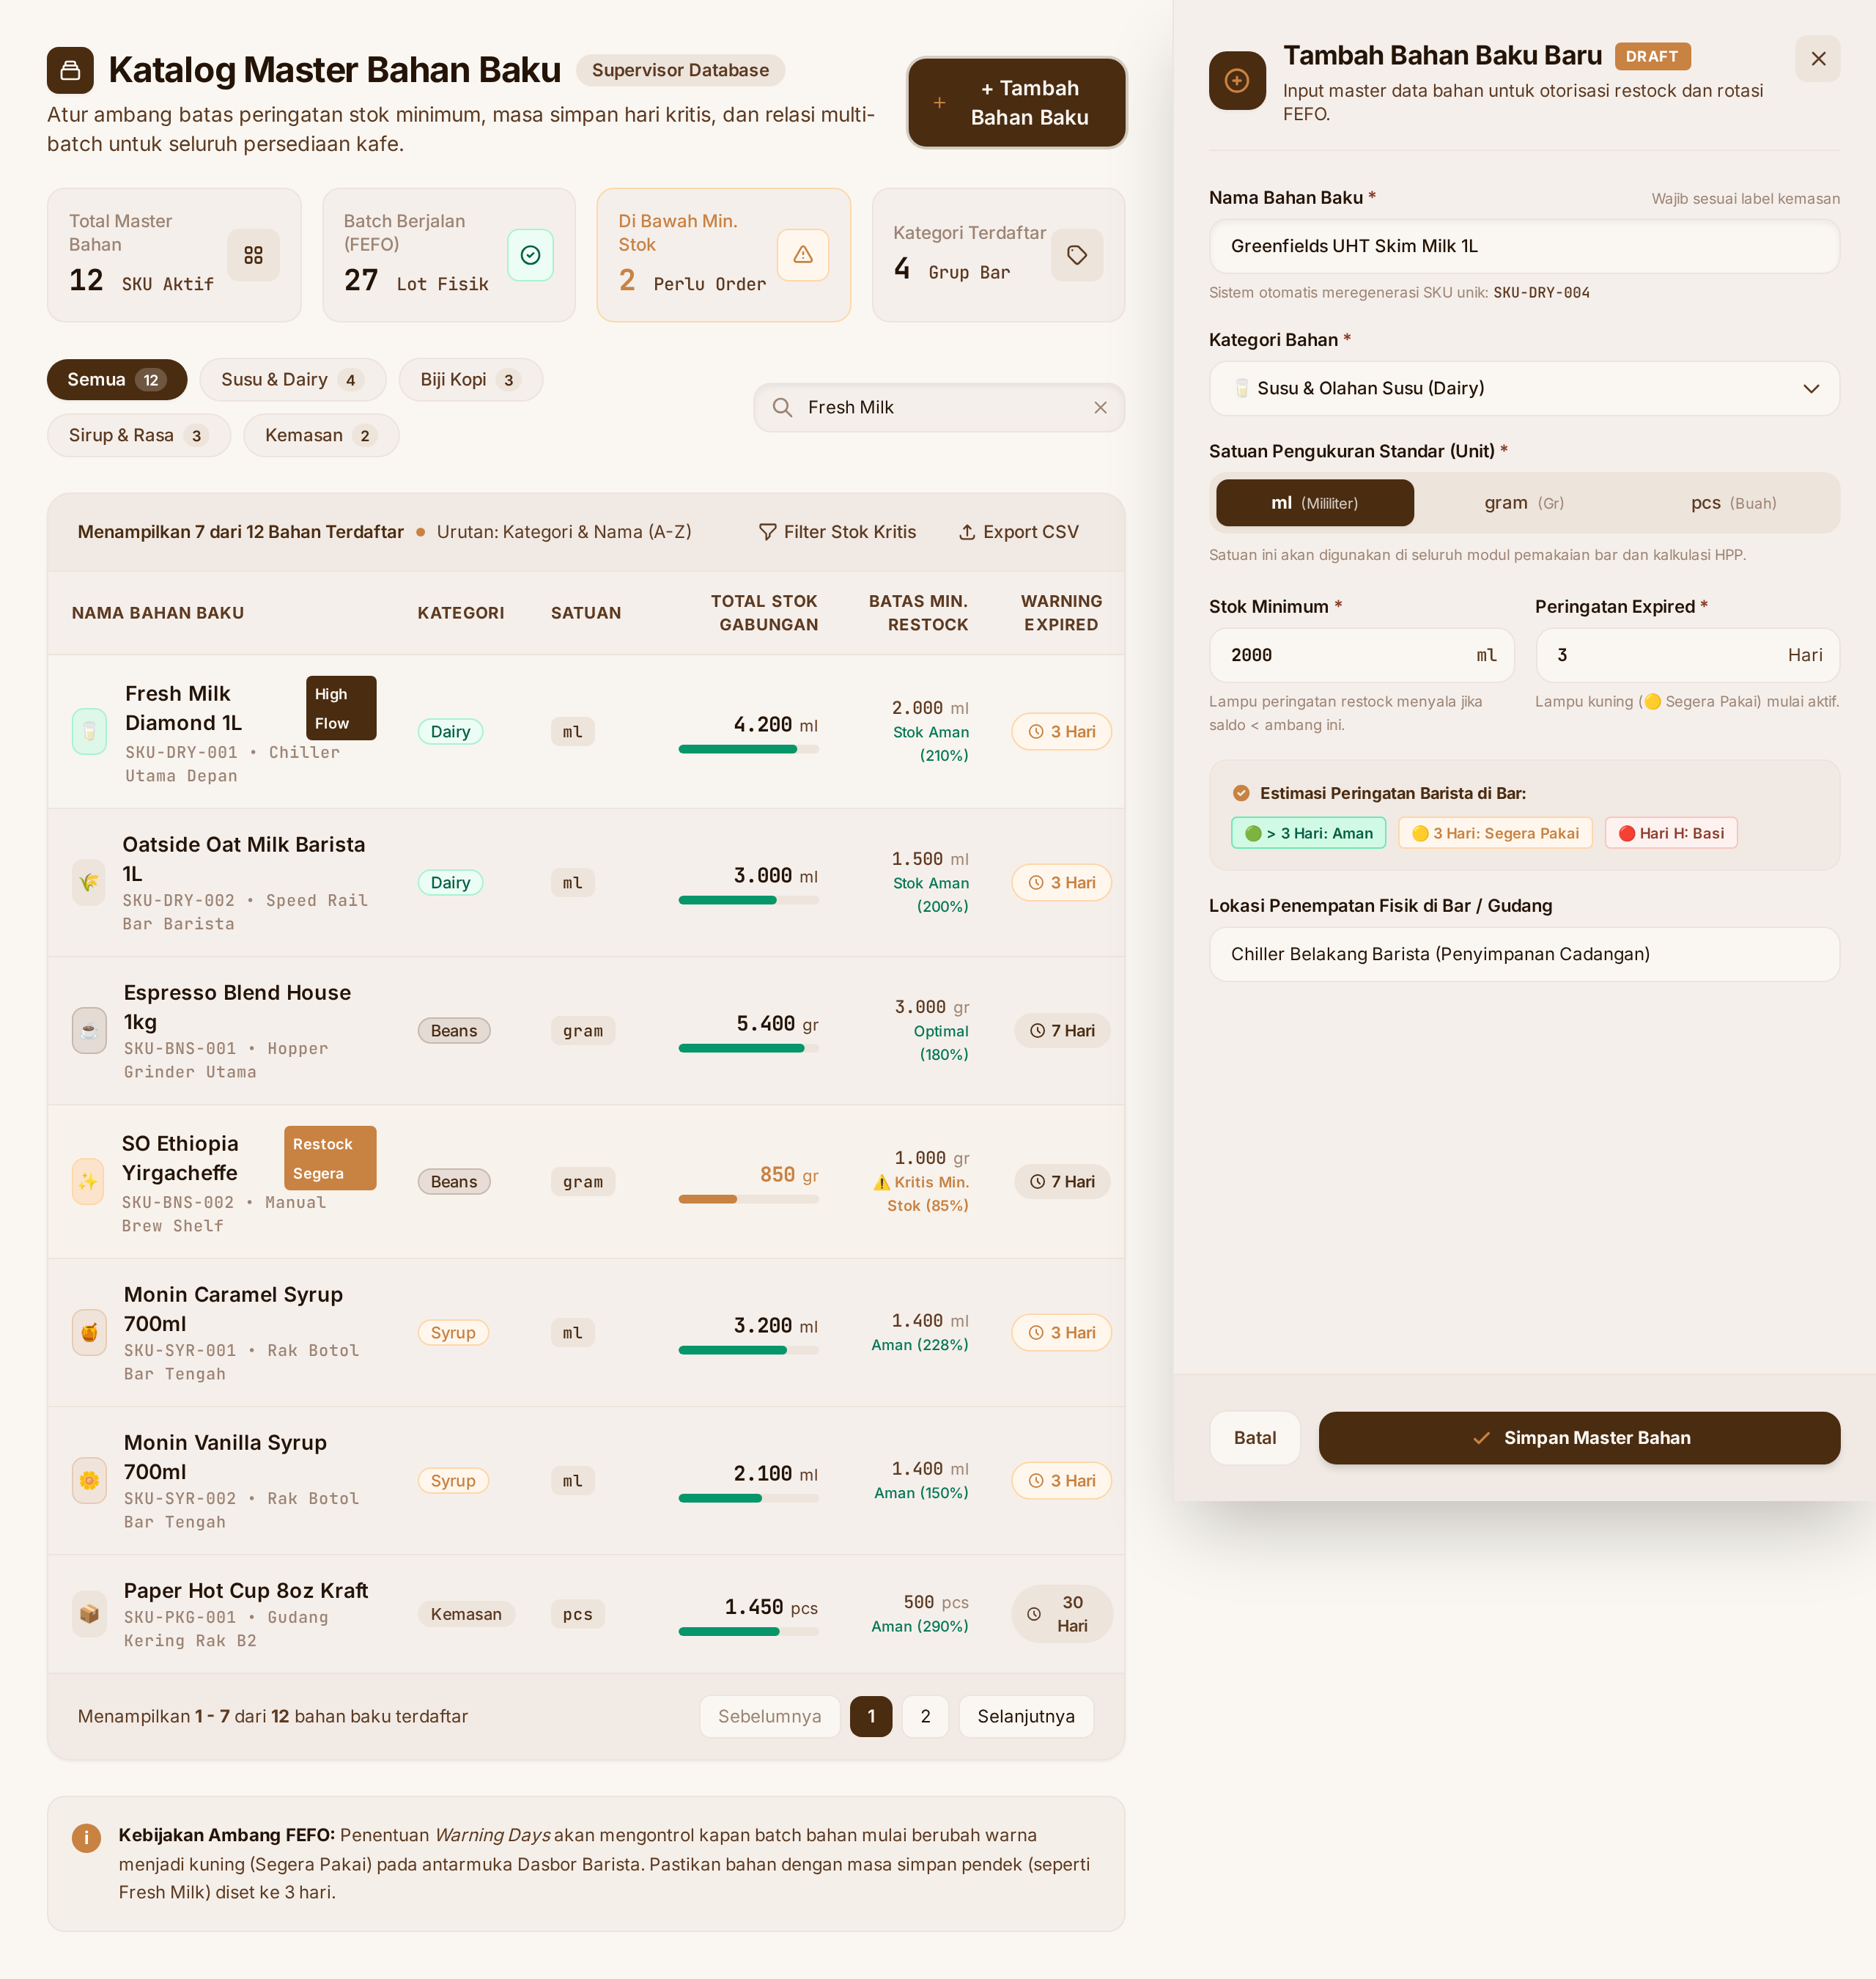 Katalog Master Bahan Baku
Supervisor Database
Atur ambang batas peringatan stok minimum, masa simpan hari kritis, dan relasi multi-
batch untuk seluruh persediaan kafe.
+ Tambah
Bahan Baku
Total Master
Bahan
12 SKU Aktif
Batch Berjalan
(FEFO)
27 Lot Fisik
Di Bawah Min.
Stok
2 Perlu Order
Kategori Terdaftar
4 Grup Bar
Semua 12
Susu & Dairy 4
Biji Kopi 3
Sirup & Rasa 3
Kemasan 2
Fresh Milk
Menampilkan 7 dari 12 Bahan Terdaftar • Urutan: Kategori & Nama (A-Z)
Filter Stok Kritis
Export CSV
NAMA BAHAN BAKU
KATEGORI
SATUAN
TOTAL STOK
GABUNGAN
BATAS MIN.
RESTOCK
WARNING
EXPIRED
Fresh Milk
Diamond 1L
High
Flow
SKU-DRY-001 • Chiller
Utama Depan
Dairy
ml
4.200 ml
2.000 ml
Stok Aman
(210%)
3 Hari
Oatside Oat Milk Barista
1L
SKU-DRY-002 • Speed Rail
Bar Barista
Dairy
ml
3.000 ml
1.500 ml
Stok Aman
(200%)
3 Hari
Espresso Blend House
1kg
SKU-BNS-001 • Hopper
Grinder Utama
Beans
gram
5.400 gr
3.000 gr
Optimal
(180%)
7 Hari
SO Ethiopia
Yirgacheffe
Restock
Segera
SKU-BNS-002 • Manual
Brew Shelf
Beans
gram
850 gr
1.000 gr
⚠️ Kritis Min.
Stok (85%)
7 Hari
Monin Caramel Syrup
700ml
SKU-SYR-001 • Rak Botol
Bar Tengah
Syrup
ml
3.200 ml
1.400 ml
Aman (228%)
3 Hari
Monin Vanilla Syrup
700ml
SKU-SYR-002 • Rak Botol
Bar Tengah
Syrup
ml
2.100 ml
1.400 ml
Aman (150%)
3 Hari
Paper Hot Cup 8oz Kraft
SKU-PKG-001 • Gudang
Kering Rak B2
Kemasan
pcs
1.450 pcs
500 pcs
Aman (290%)
30
Hari
Menampilkan 1 - 7 dari 12 bahan baku terdaftar
Sebelumnya
1
2
Selanjutnya
Kebijakan Ambang FEFO: Penentuan Warning Days akan mengontrol kapan batch bahan mulai berubah warna
menjadi kuning (Segera Pakai) pada antarmuka Dasbor Barista. Pastikan bahan dengan masa simpan pendek (seperti
Fresh Milk) diset ke 3 hari.
Tambah Bahan Baku Baru
DRAFT
Input master data bahan untuk otorisasi restock dan rotasi
FEFO.
Nama Bahan Baku *
Wajib sesuai label kemasan
Greenfields UHT Skim Milk 1L
Sistem otomatis meregenerasi SKU unik: SKU-DRY-004
Kategori Bahan *
🥛 Susu & Olahan Susu (Dairy)
Satuan Pengukuran Standar (Unit) *
ml (Mililiter)
gram (Gr)
pcs (Buah)
Satuan ini akan digunakan di seluruh modul pemakaian bar dan kalkulasi HPP.
Stok Minimum *
2000 ml
Lampu peringatan restock menyala jika
saldo < ambang ini.
Peringatan Expired *
3 Hari
Lampu kuning (🟡 Segera Pakai) mulai aktif.
Estimasi Peringatan Barista di Bar:
🟢 > 3 Hari: Aman
🟡 3 Hari: Segera Pakai
🔴 Hari H: Basi
Lokasi Penempatan Fisik di Bar / Gudang
Chiller Belakang Barista (Penyimpanan Cadangan)
Batal
Simpan Master Bahan